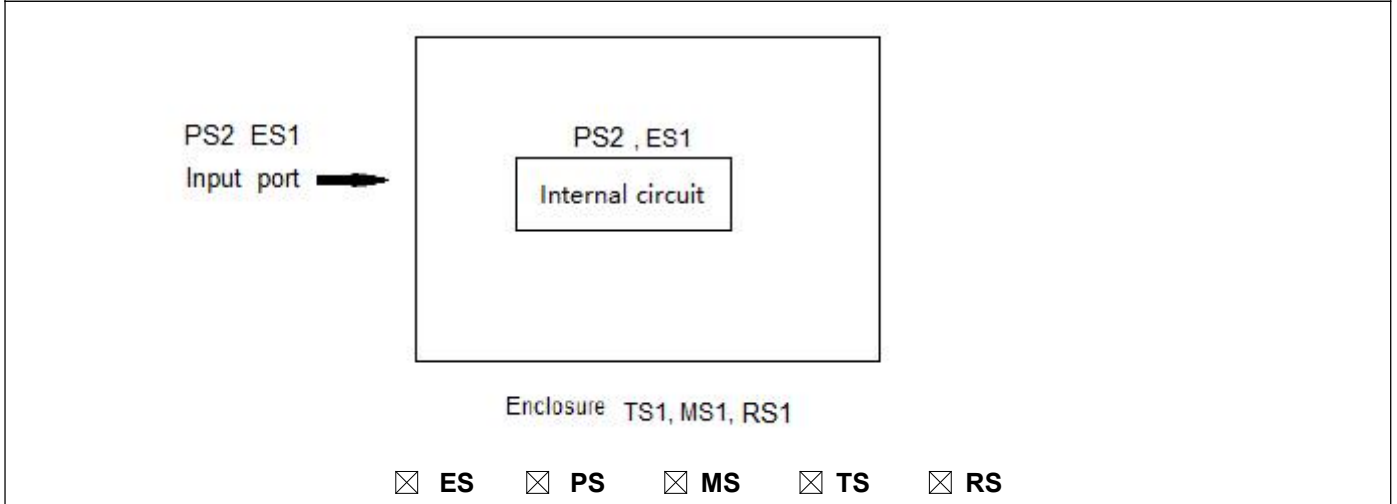 PS2 ES1
Input port
PS2 , ES1
Internal circuit
Enclosure TS1, MS1, RS1
☒ ES ☒ PS ☒ MS ☒ TS ☒ RS